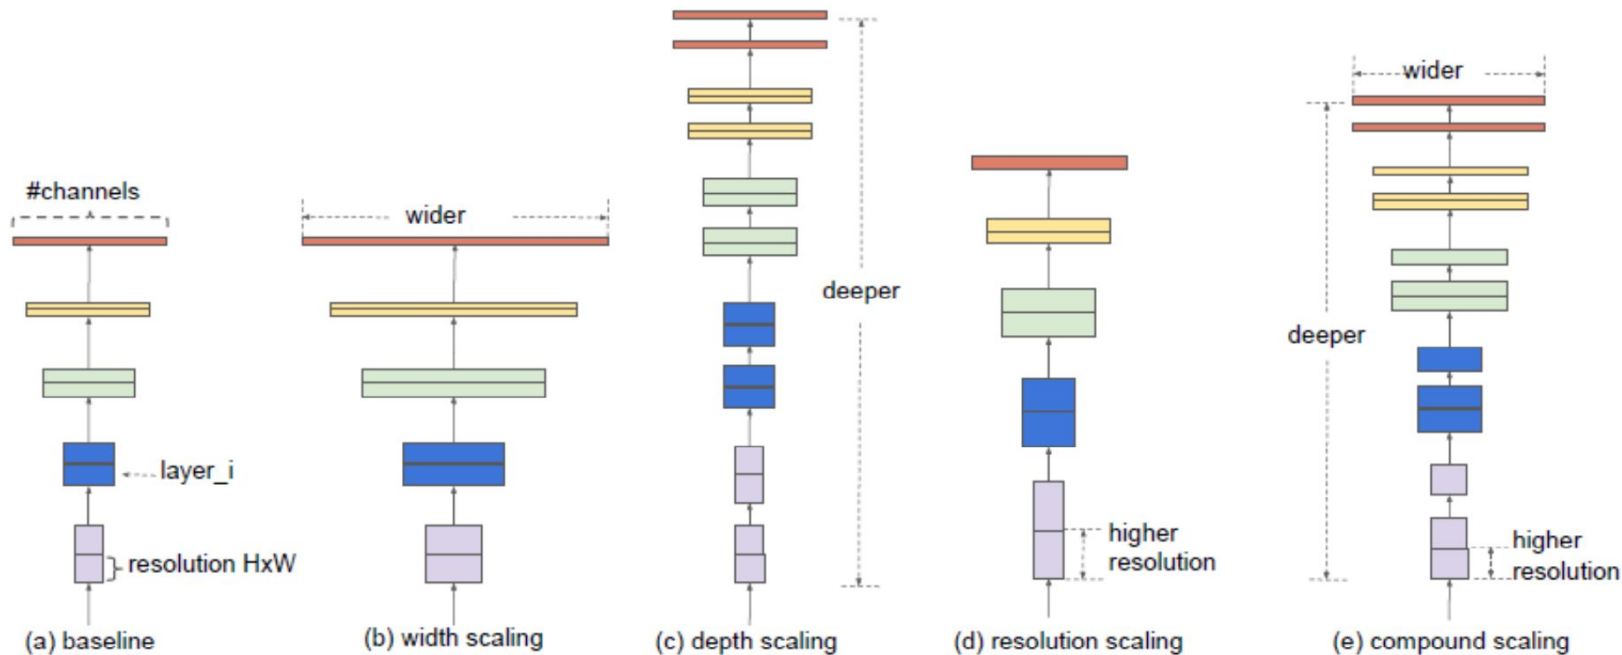 #channels
layer_i
resolution HxW
(a) baseline
wider
(b) width scaling
deeper
(c) depth scaling
higher
resolution
(d) resolution scaling
wider
deeper
higher
resolution
(e) compound scaling